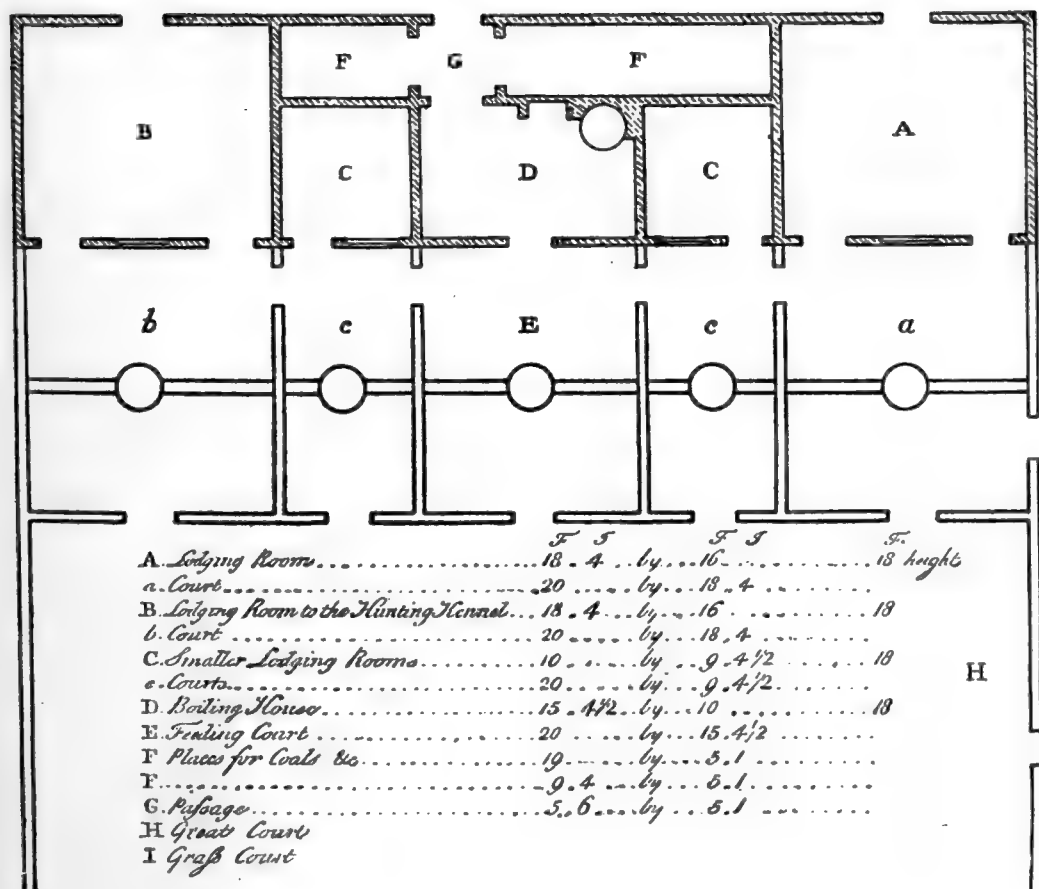 F G F
B A
C D C
b c E c a
F I F I F.
A. Lodging Room 18 . 4 by 16 18 height
a. Court 20 by 18 . 4
B. Lodging Room to the Hunting Kennel 18 . 4 by 16 18
b. Court 20 by 18 . 4
C. Smaller Lodging Rooms 10 by 9 . 4 1/2 18
c. Courts 20 by 9 . 4 1/2
D. Boiling House 15 . 4 1/2 by 10 18
E. Feeding Court 20 by 15 . 4 1/2
F Places for Coals &c 19 by 5 . 1
F 9 . 4 by 5 . 1
G. Paſsage 5 . 6 by 5 . 1
H Great Court
I Graſs Court
H